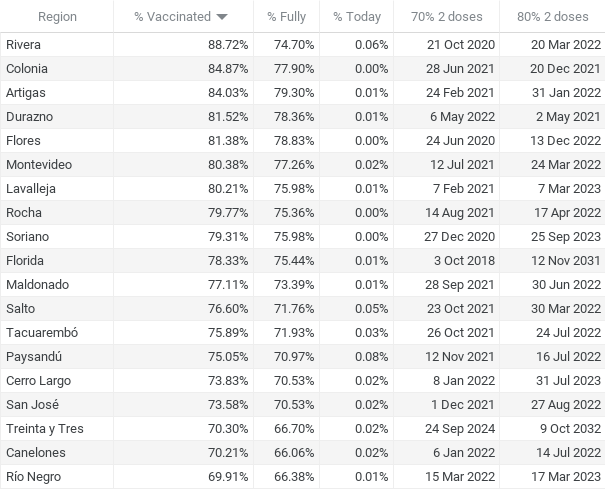 Region % Vaccinated % Fully % Today 70% 2 doses 80% 2 doses
Rivera 88.72% 74.70% 0.06% 21 Oct 2020 20 Mar 2022
Colonia 84.87% 77.90% 0.00% 28 Jun 2021 20 Dec 2021
Artigas 84.03% 79.30% 0.01% 24 Feb 2021 31 Jan 2022
Durazno 81.52% 78.36% 0.01% 6 May 2022 2 May 2021
Flores 81.38% 78.83% 0.00% 24 Jun 2020 13 Dec 2022
Montevideo 80.38% 77.26% 0.02% 12 Jul 2021 24 Mar 2022
Lavalleja 80.21% 75.98% 0.01% 7 Feb 2021 7 Mar 2023
Rocha 79.77% 75.36% 0.00% 14 Aug 2021 17 Apr 2022
Soriano 79.31% 75.98% 0.00% 27 Dec 2020 25 Sep 2023
Florida 78.33% 75.44% 0.01% 3 Oct 2018 12 Nov 2031
Maldonado 77.11% 73.39% 0.01% 28 Sep 2021 30 Jun 2022
Salto 76.60% 71.76% 0.05% 23 Oct 2021 30 Mar 2022
Tacuarembó 75.89% 71.93% 0.03% 26 Oct 2021 24 Jul 2022
Paysandú 75.05% 70.97% 0.08% 12 Nov 2021 16 Jul 2022
Cerro Largo 73.83% 70.53% 0.02% 8 Jan 2022 31 Jul 2023
San José 73.58% 70.53% 0.02% 1 Dec 2021 27 Aug 2022
Treinta y Tres 70.30% 66.70% 0.02% 24 Sep 2024 9 Oct 2032
Canelones 70.21% 66.06% 0.02% 6 Jan 2022 14 Jul 2022
Río Negro 69.91% 66.38% 0.01% 15 Mar 2022 17 Mar 2023